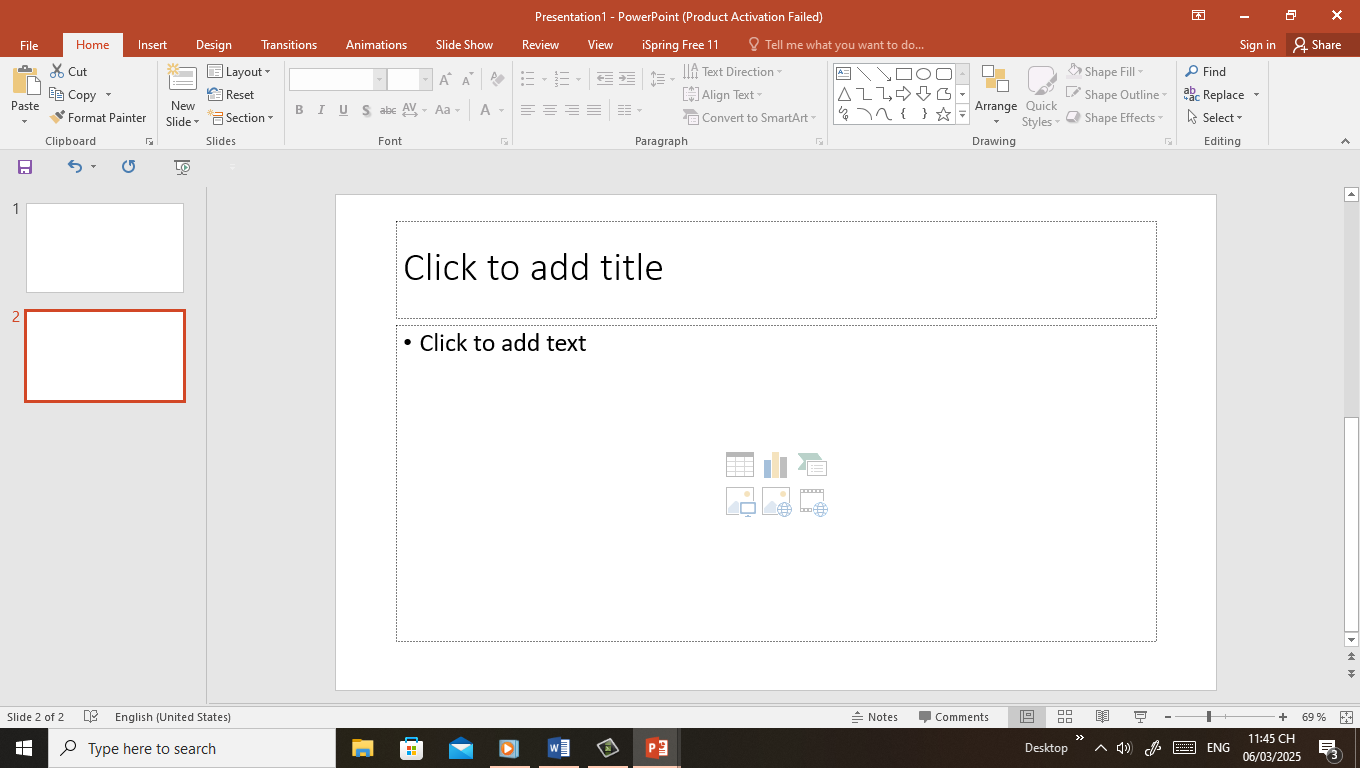 Presentation1 - PowerPoint (Product Activation Failed)
File Home Insert Design Transitions Animations Slide Show Review View iSpring Free 11 Tell me what you want to do... Sign in Share
Paste
Cut
Copy
Format Painter
Clipboard
New
Slide
Layout
Reset
Section
Slides
B I U S abc AV Aa A
Font
Text Direction
Align Text
Convert to SmartArt
Paragraph
Arrange
Quick
Styles
Shape Fill
Shape Outline
Shape Effects
Drawing
Find
Replace
Select
Editing
1
2
Click to add title
• Click to add text
Slide 2 of 2 English (United States) Notes Comments 69 %
Type here to search
Desktop
ENG
11:45 CH
06/03/2025
3